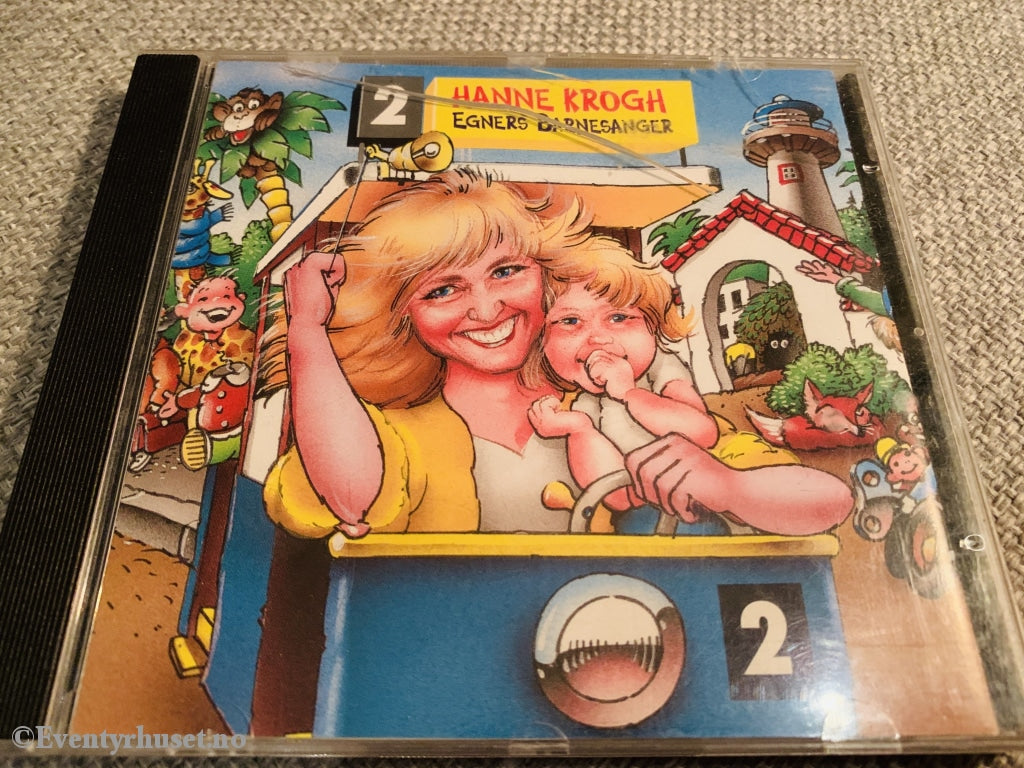 2
HANNE KROGH
EGNERS BARNESANGER
2
©Eventyrhuset.no